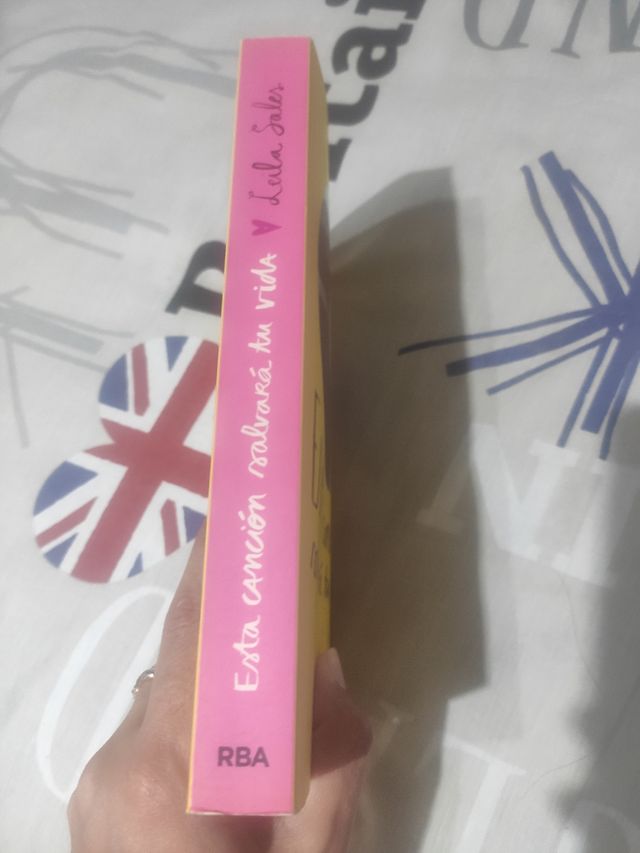 Esta canción salvará tu vida
Leila Sales
RBA